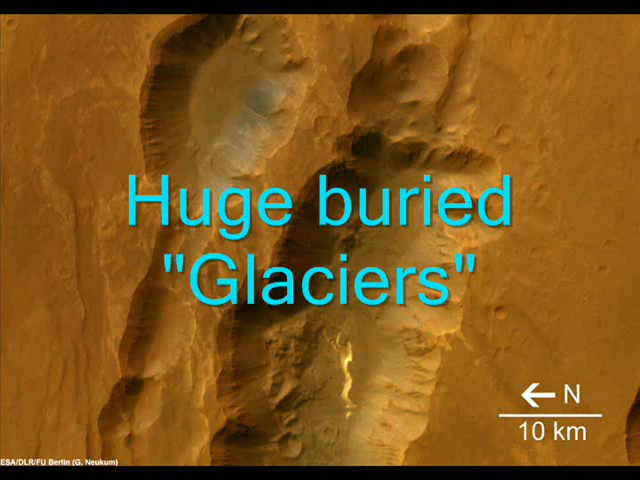 Huge buried
"Glaciers"
← N
10 km
ESA/DLR/FU Berlin (G. Neukum)